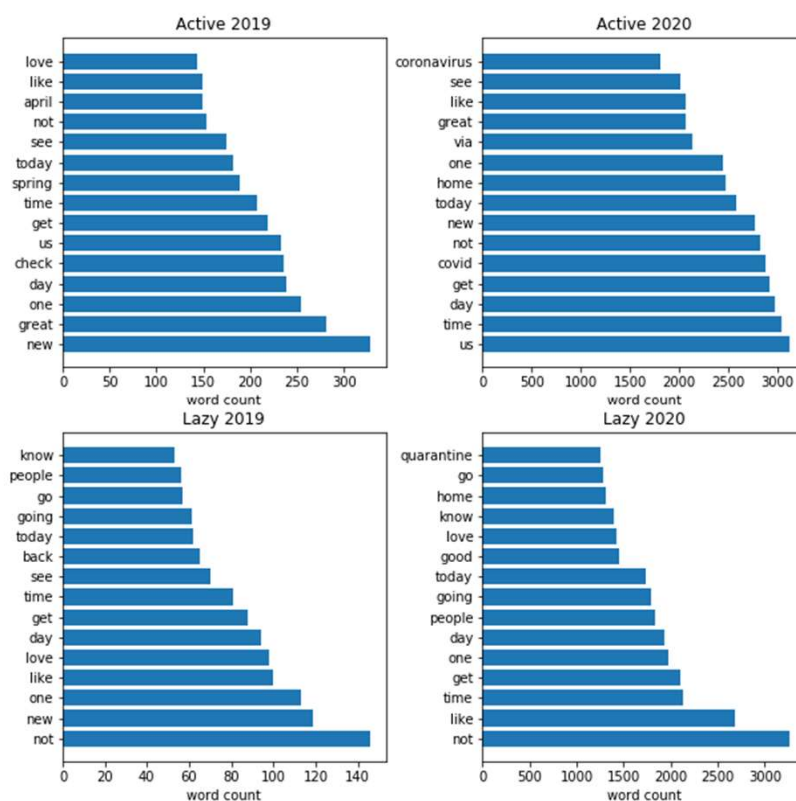 Active 2019
love
like
april
not
see
today
spring
time
get
us
check
day
one
great
new
0 50 100 150 200 250 300
word count
Active 2020
coronavirus
see
like
great
via
one
home
today
new
not
covid
get
day
time
us
0 500 1000 1500 2000 2500 3000
word count
Lazy 2019
know
people
go
going
today
back
see
time
get
day
love
like
one
new
not
0 20 40 60 80 100 120 140
word count
Lazy 2020
quarantine
go
home
know
love
good
today
going
people
day
one
get
time
like
not
0 500 1000 1500 2000 2500 3000
word count